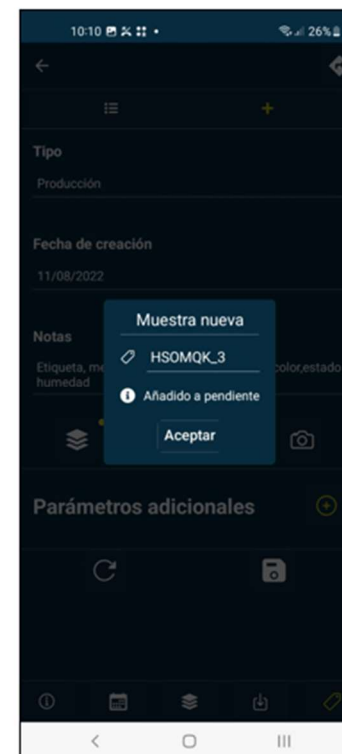 10:10
26%
Tipo
Producción
Fecha de creación
11/08/2022
Notas
Etiqueta, color,estado
humedad
Muestra nueva
HSOMQK_3
Añadido a pendiente
Aceptar
Parámetros adicionales